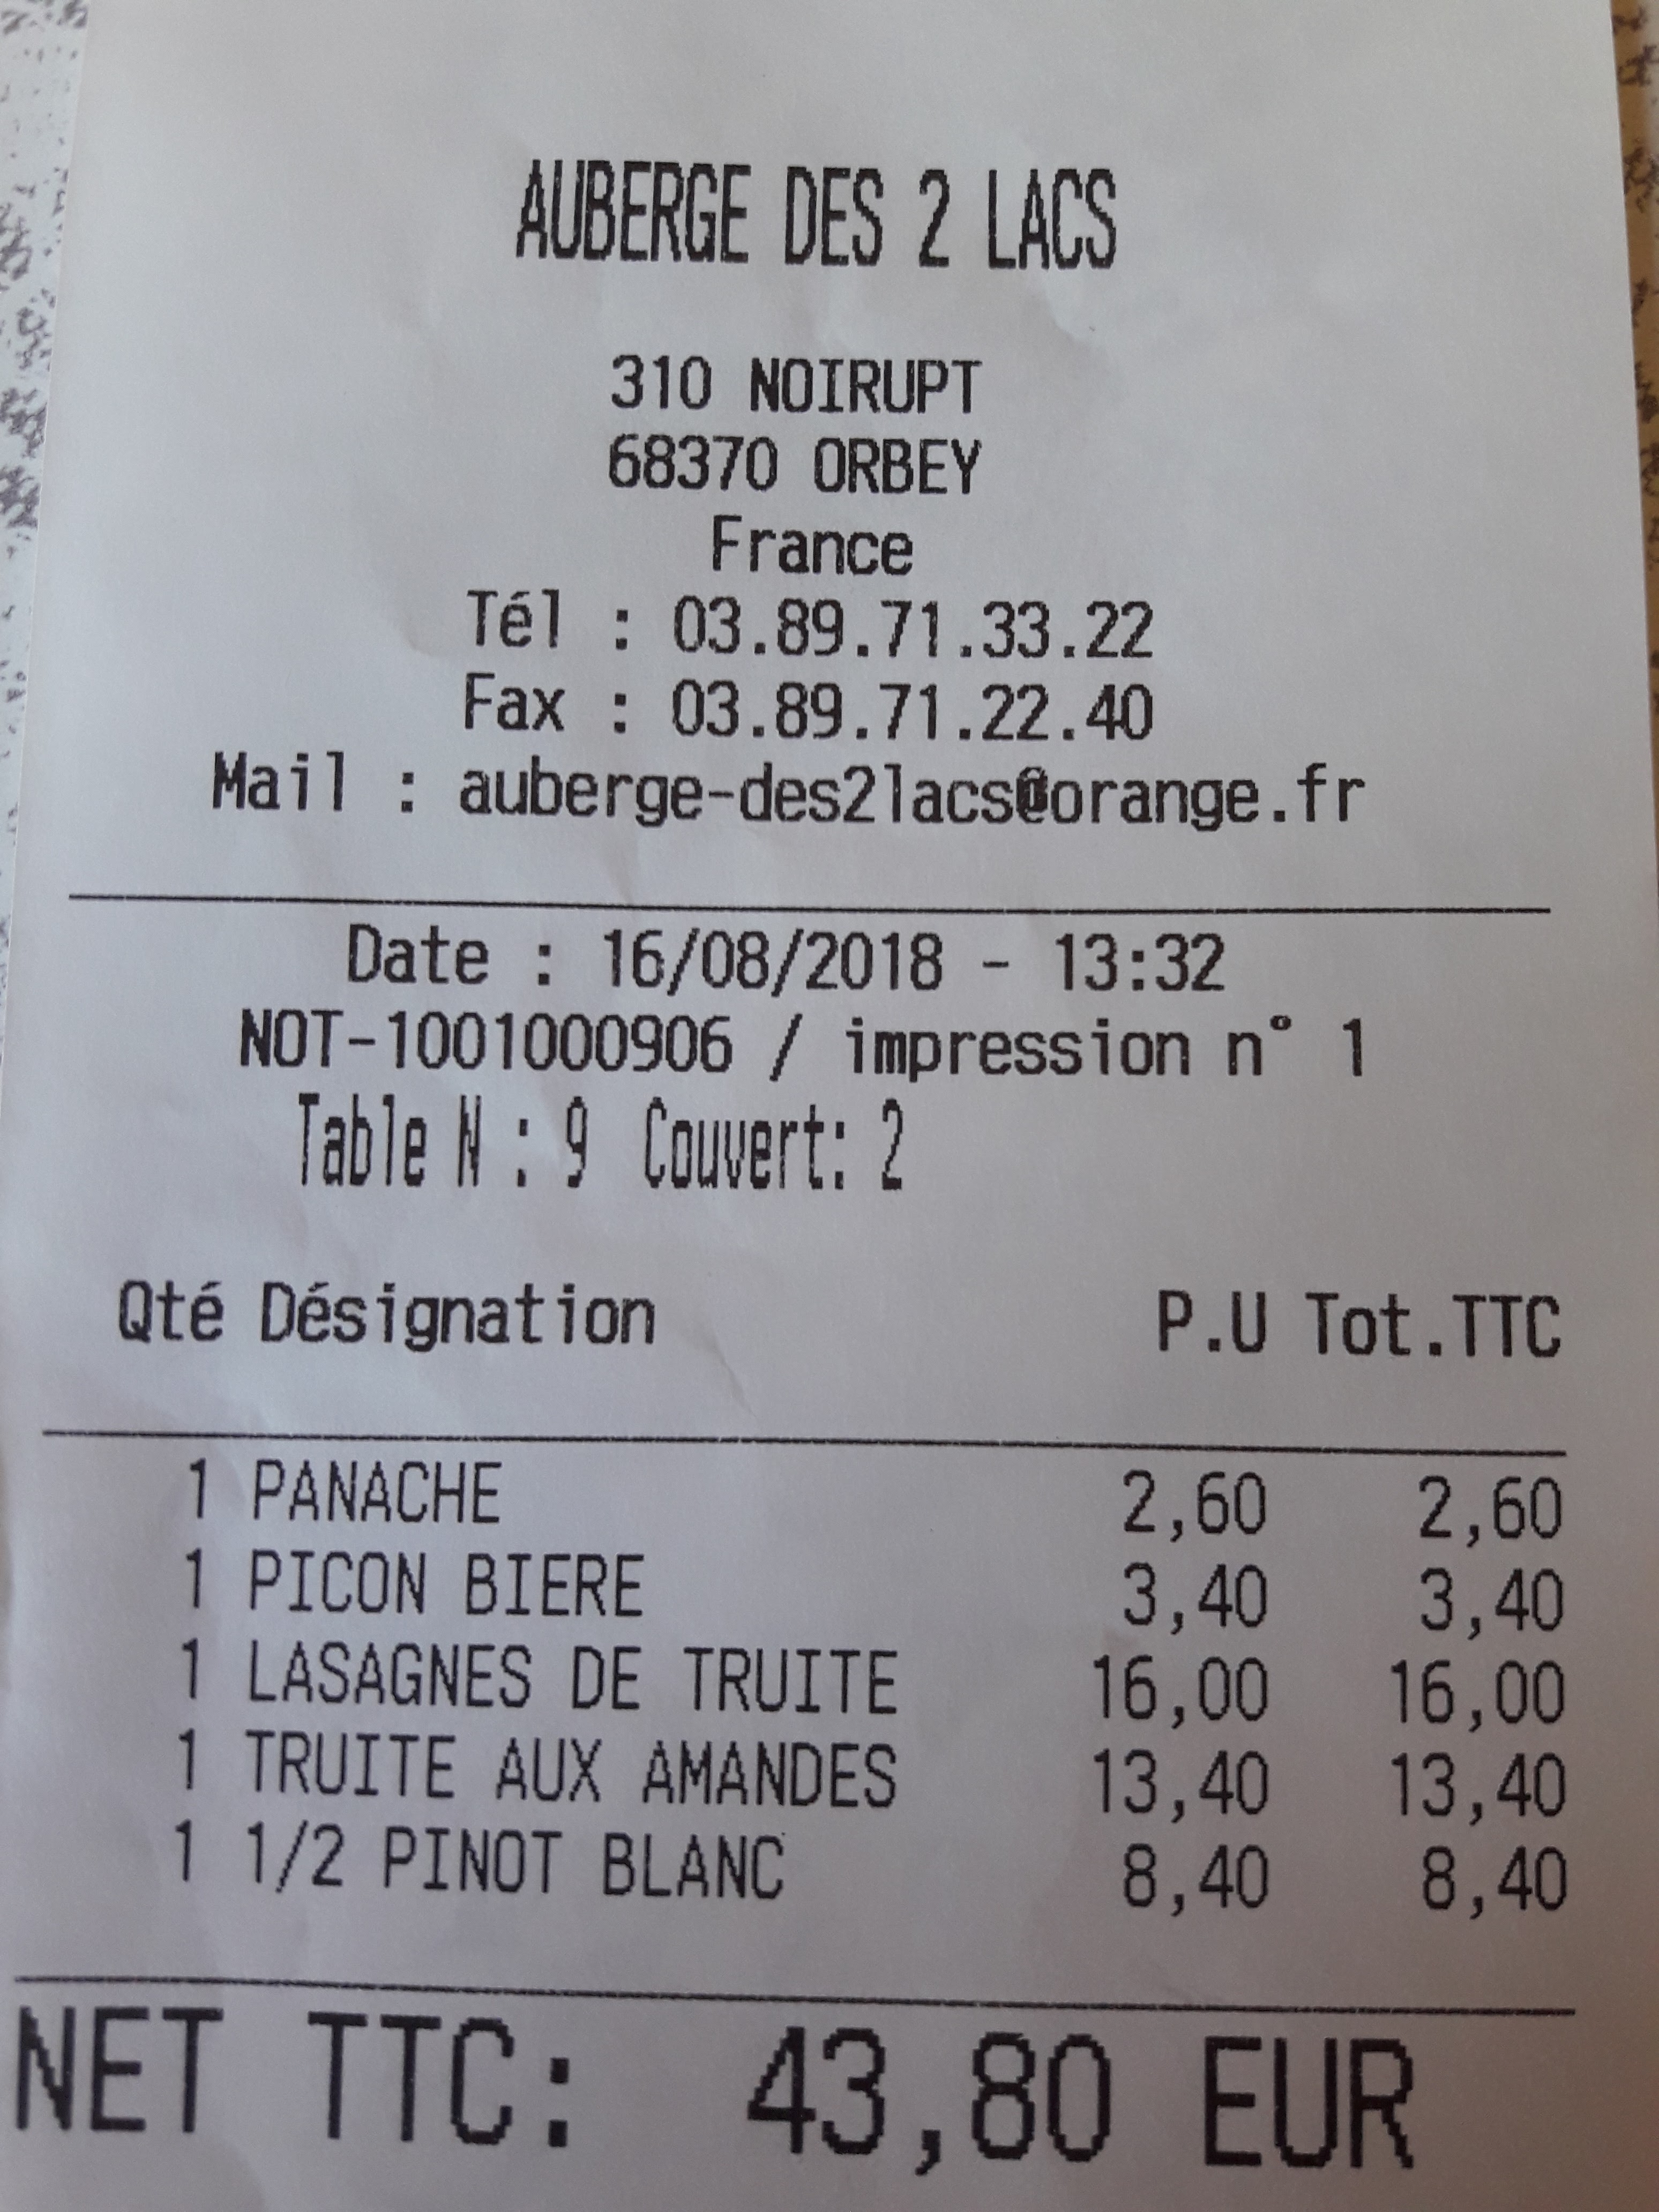 AUBERGE DES 2 LACS
310 NOIRUPT
68370 ORBEY
France
Tél : 03.89.71.33.22
Fax : 03.89.71.22.40
Mail : auberge-des2lacs@orange.fr
Date : 16/08/2018 - 13:32
NOT-1001000906 / impression n° 1
Table N : 9 Couvert: 2
Qté Désignation P.U Tot.TTC
1 PANACHE 2,60 2,60
1 PICON BIERE 3,40 3,40
1 LASAGNES DE TRUITE 16,00 16,00
1 TRUITE AUX AMANDES 13,40 13,40
1 1/2 PINOT BLANC 8,40 8,40
NET TTC: 43,80 EUR